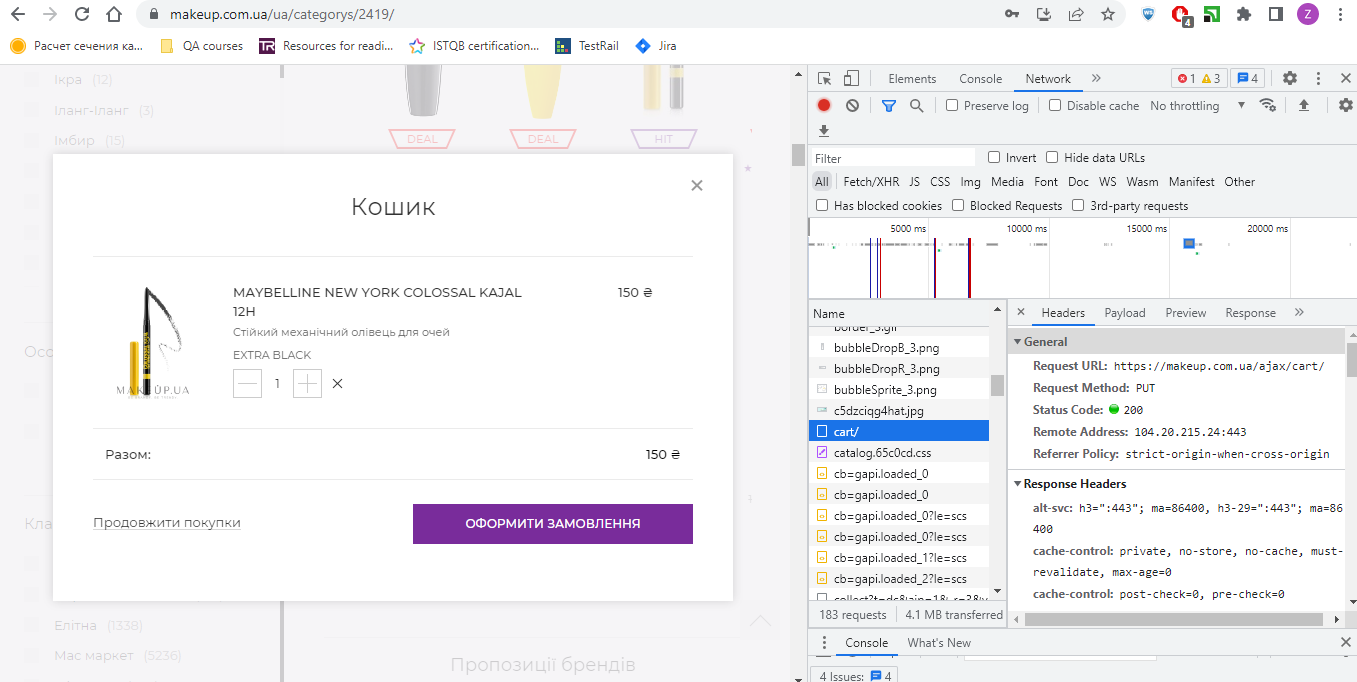 makeup.com.ua/ua/categorys/2419/
4
Z
Расчет сечения ка...
QA courses
TR
Resources for readi...
ISTQB certification...
TestRail
Jira
Ікра (12)
Іланг-Іланг (3)
Імбир (15)
DEAL
DEAL
HIT
Кошик
MAYBELLINE NEW YORK COLOSSAL KAJAL
12H
150 ₴
Стійкий механічний олівець для очей
EXTRA BLACK
1
MAKEUP.UA
Разом:
150 ₴
Продовжити покупки
ОФОРМИТИ ЗАМОВЛЕННЯ
Осо
Кла
Елітна (1338)
Мас маркет (5236)
Пропозиції брендів
Elements
Console
Network
1
3
4
Preserve log
Disable cache
No throttling
Filter
Invert
Hide data URLs
All
Fetch/XHR
JS
CSS
Img
Media
Font
Doc
WS
Wasm
Manifest
Other
Has blocked cookies
Blocked Requests
3rd-party requests
5000 ms
10000 ms
15000 ms
20000 ms
Name
border_3.gif
bubbleDropB_3.png
bubbleDropR_3.png
bubbleSprite_3.png
c5dzciqg4hat.jpg
cart/
catalog.65c0cd.css
cb=gapi.loaded_0
cb=gapi.loaded_0
cb=gapi.loaded_0?le=scs
cb=gapi.loaded_0?le=scs
cb=gapi.loaded_1?le=scs
cb=gapi.loaded_2?le=scs
183 requests
4.1 MB transferred
Headers
Payload
Preview
Response
General
Request URL: https://makeup.com.ua/ajax/cart/
Request Method: PUT
Status Code: 200
Remote Address: 104.20.215.24:443
Referrer Policy: strict-origin-when-cross-origin
Response Headers
alt-svc: h3=":443"; ma=86400, h3-29=":443"; ma=86
400
cache-control: private, no-store, no-cache, must-
revalidate, max-age=0
cache-control: post-check=0, pre-check=0
Console
What's New
4 Issues: 4